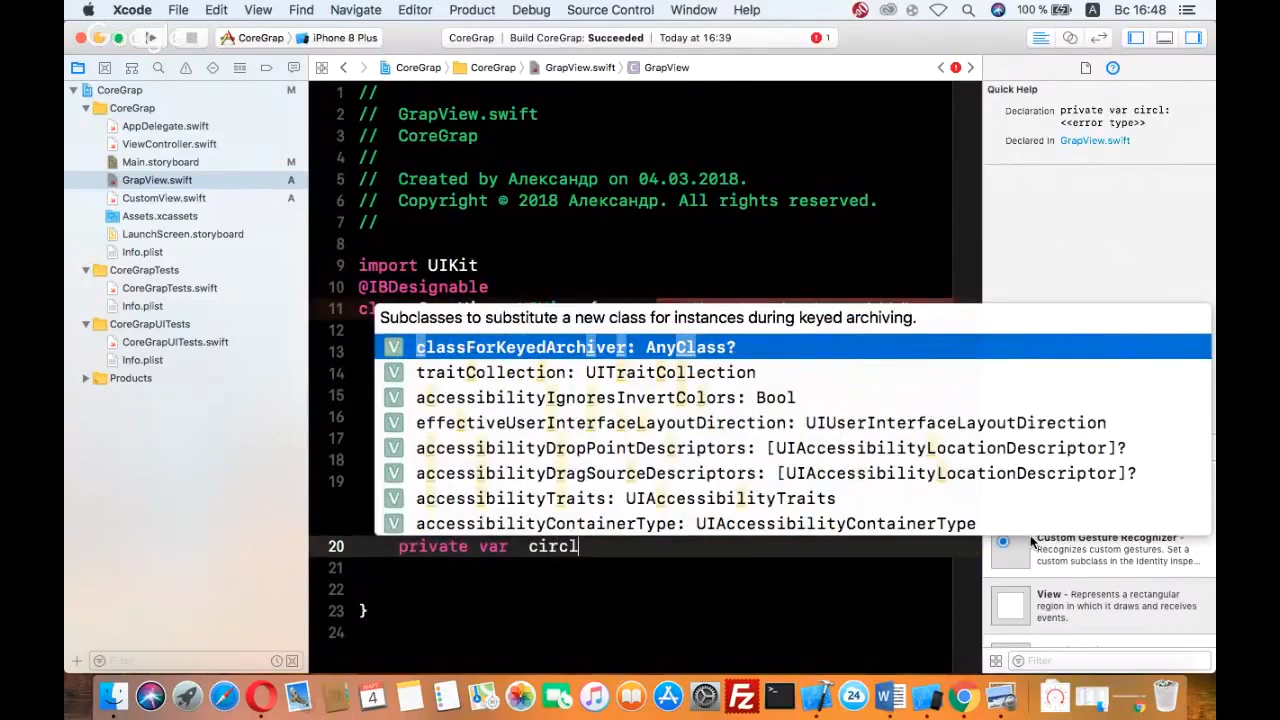 Xcode File Edit View Find Navigate Editor Product Debug Source Control Window Help 100 % A Вс 16:48
CoreGrap iPhone 8 Plus CoreGrap Build CoreGrap: Succeeded Today at 16:39 1
CoreGrap CoreGrap GrapView.swift C GrapView
CoreGrap M
CoreGrap
AppDelegate.swift
ViewController.swift
Main.storyboard M
GrapView.swift A
CustomView.swift A
Assets.xcassets
LaunchScreen.storyboard
Info.plist
CoreGrapTests
CoreGrapTests.swift
Info.plist
CoreGrapUITests
CoreGrapUITests.swift
Info.plist
Products
Filter
1 //
2 // GrapView.swift
3 // CoreGrap
4 //
5 // Created by Александр on 04.03.2018.
6 // Copyright © 2018 Александр. All rights reserved.
7 //
8
9 import UIKit
10 @IBDesignable
11
12
13
14
15
16
17
18
19
Subclasses to substitute a new class for instances during keyed archiving.
V classForKeyedArchiver: AnyClass?
V traitCollection: UITraitCollection
V accessibilityIgnoresInvertColors: Bool
V effectiveUserInterfaceLayoutDirection: UIUserInterfaceLayoutDirection
V accessibilityDropPointDescriptors: [UIAccessibilityLocationDescriptor]?
V accessibilityDragSourceDescriptors: [UIAccessibilityLocationDescriptor]?
V accessibilityTraits: UIAccessibilityTraits
V accessibilityContainerType: UIAccessibilityContainerType
20 private var circl
21
22
23 }
24
Quick Help
Declaration private var circl:
<<error type>>
Declared In GrapView.swift
Custom Gesture Recognizer -
Recognizes custom gestures. Set a
custom subclass in the identity inspe...
View - Represents a rectangular
region in which it draws and receives
events.
Filter
4
24